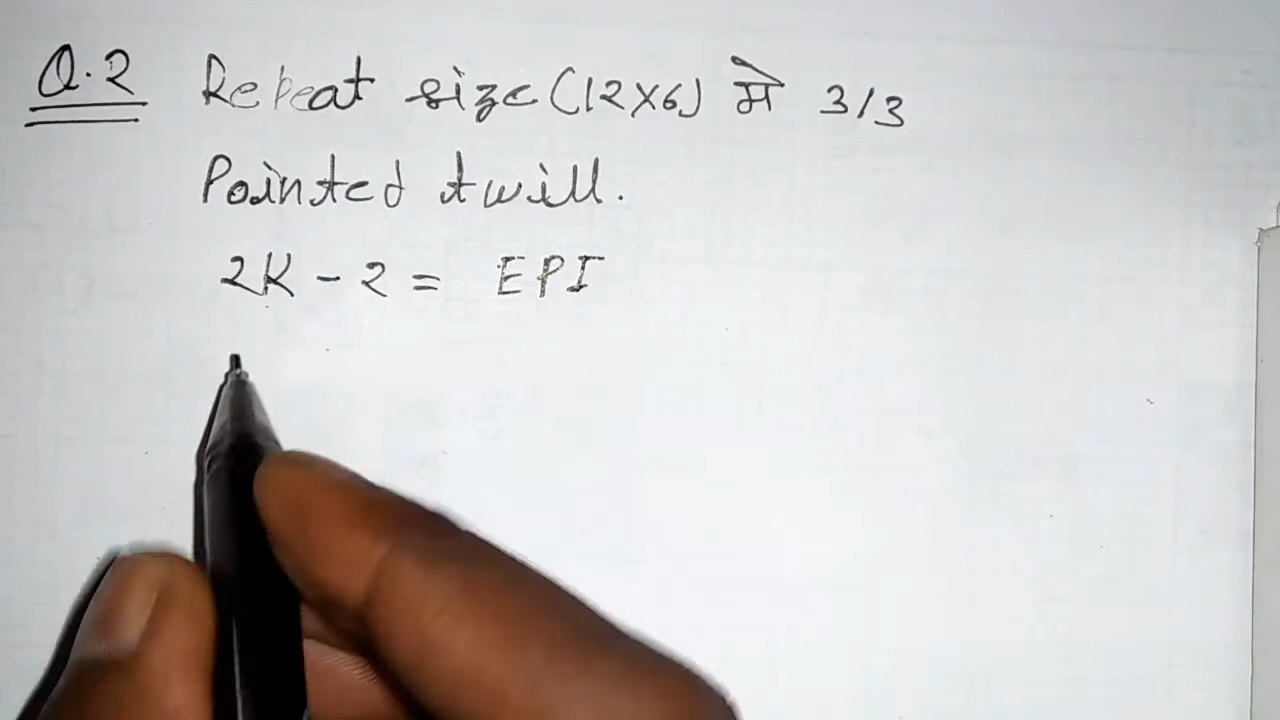 Q.2 Repeat size (12X6) में 3/3
Pointed twill.
2K - 2 = EPI